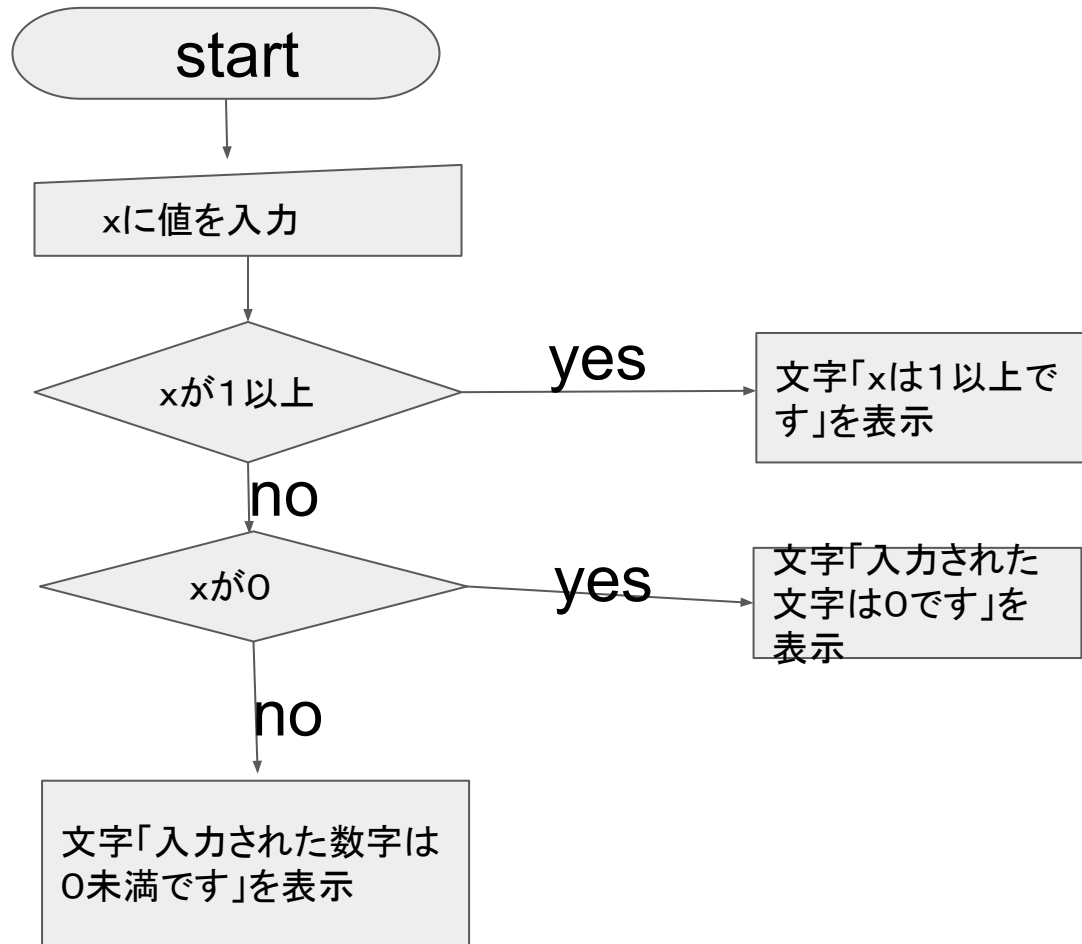 start
xに値を入力
xが1以上
yes
文字「xは1以上で
す」を表示
no
xが0
yes
文字「入力された
文字は0です」を
表示
no
文字「入力された数字は
0未満です」を表示